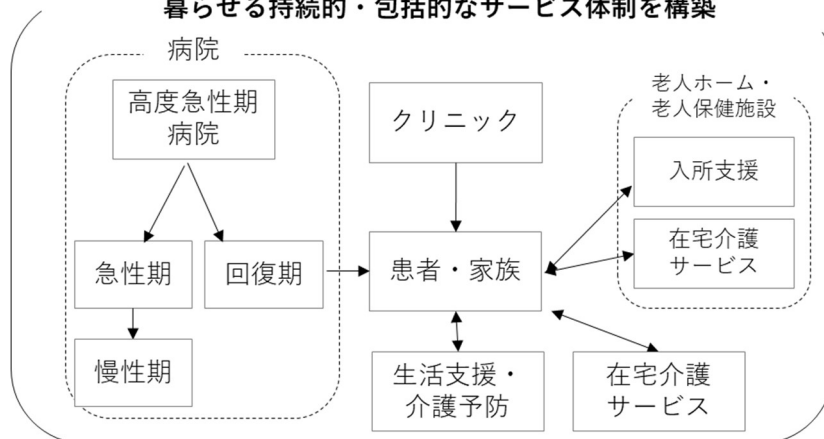 暮らせる持続的・包括的なサービス体制を構築
病院
高度急性期
病院
急性期
回復期
慢性期
クリニック
患者・家族
生活支援・
介護予防
在宅介護
サービス
老人ホーム・
老人保健施設
入所支援
在宅介護
サービス